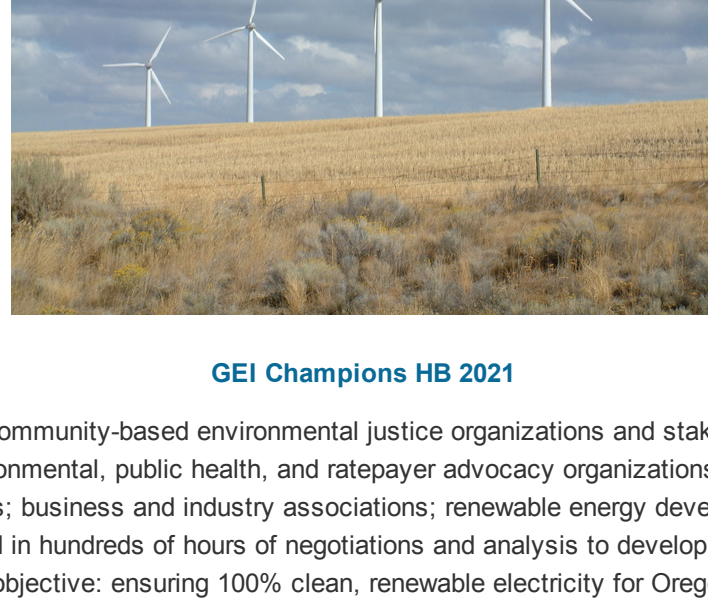 GEI Champions HB 2021
ommunity-based environmental justice organizations and stak
onmental, public health, and ratepayer advocacy organizations
s; business and industry associations; renewable energy deve
l in hundreds of hours of negotiations and analysis to develop
objective: ensuring 100% clean, renewable electricity for Oreg